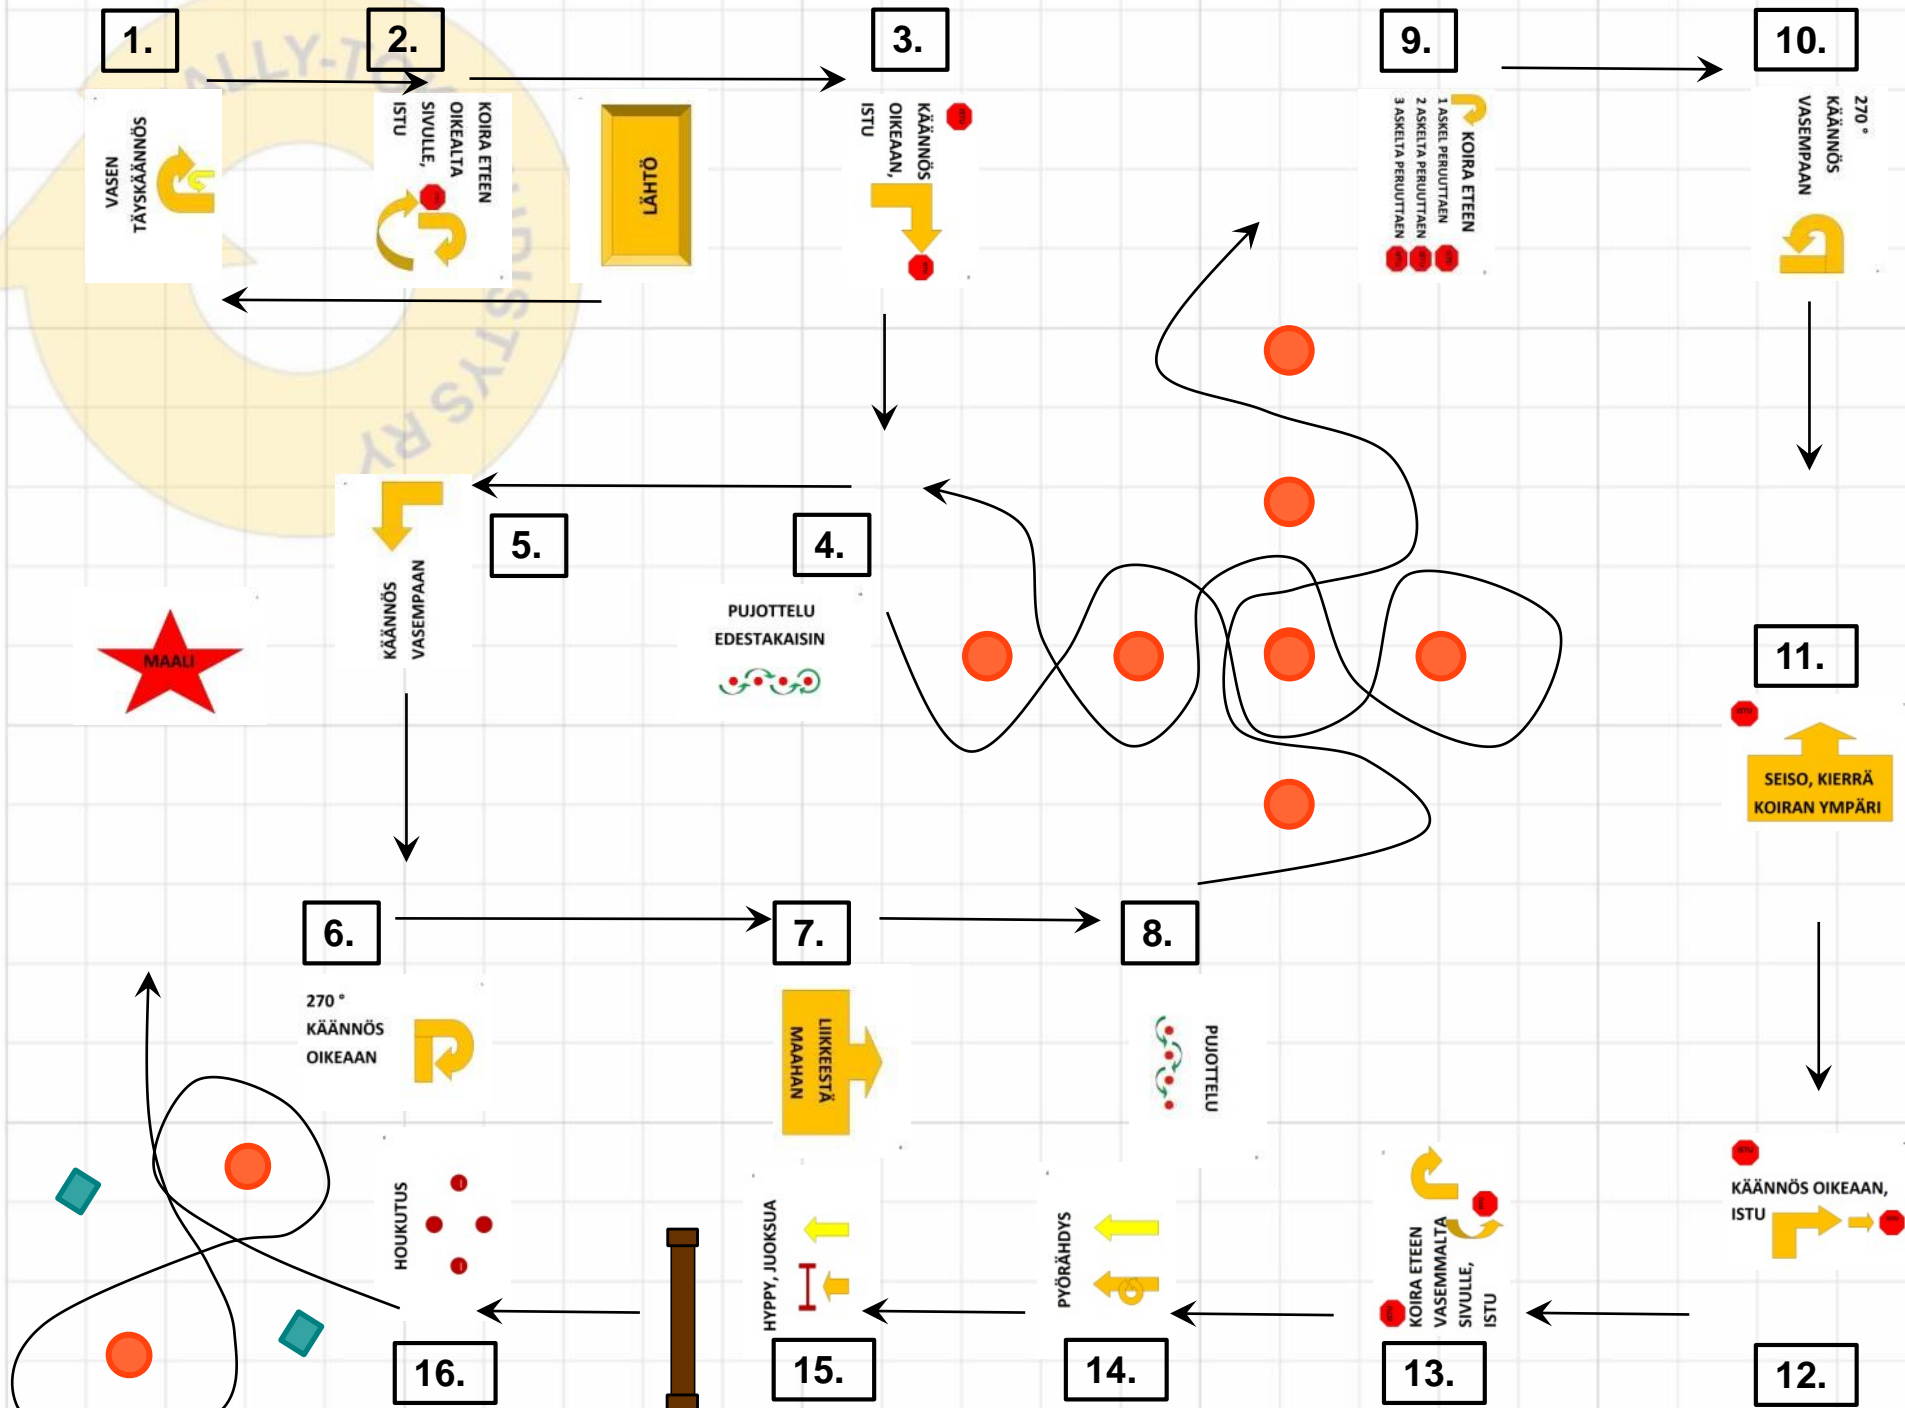 1.
VASEN
TÄYSKÄÄNNÖS
2.
KOIRA ETEEN
OIKEALTA
SIVULLE,
ISTU
LÄHTÖ
3.
KÄÄNNÖS
OIKEAAN,
ISTU
ISTU
9.
KOIRA ETEEN
1 ASKEL PERUUTTAEN
2 ASKELTA PERUUTTAEN
3 ASKELTA PERUUTTAEN
10.
270 °
KÄÄNNÖS
VASEMPAAN
5.
KÄÄNNÖS
VASEMPAAN
4.
PUJOTTELU
EDESTAKAISIN
MAALI
11.
ISTU
SEISO, KIERRÄ
KOIRAN YMPÄRI
6.
270 °
KÄÄNNÖS
OIKEAAN
7.
LIIKKEESTÄ
MAAHAN
8.
PUJOTTELU
12.
ISTU
KÄÄNNÖS OIKEAAN,
ISTU
13.
KOIRA ETEEN
VASEMMALTA
SIVULLE,
ISTU
14.
PYÖRÄHDYS
15.
HYPPY, JUOKSUA
16.
HOUKUTUS